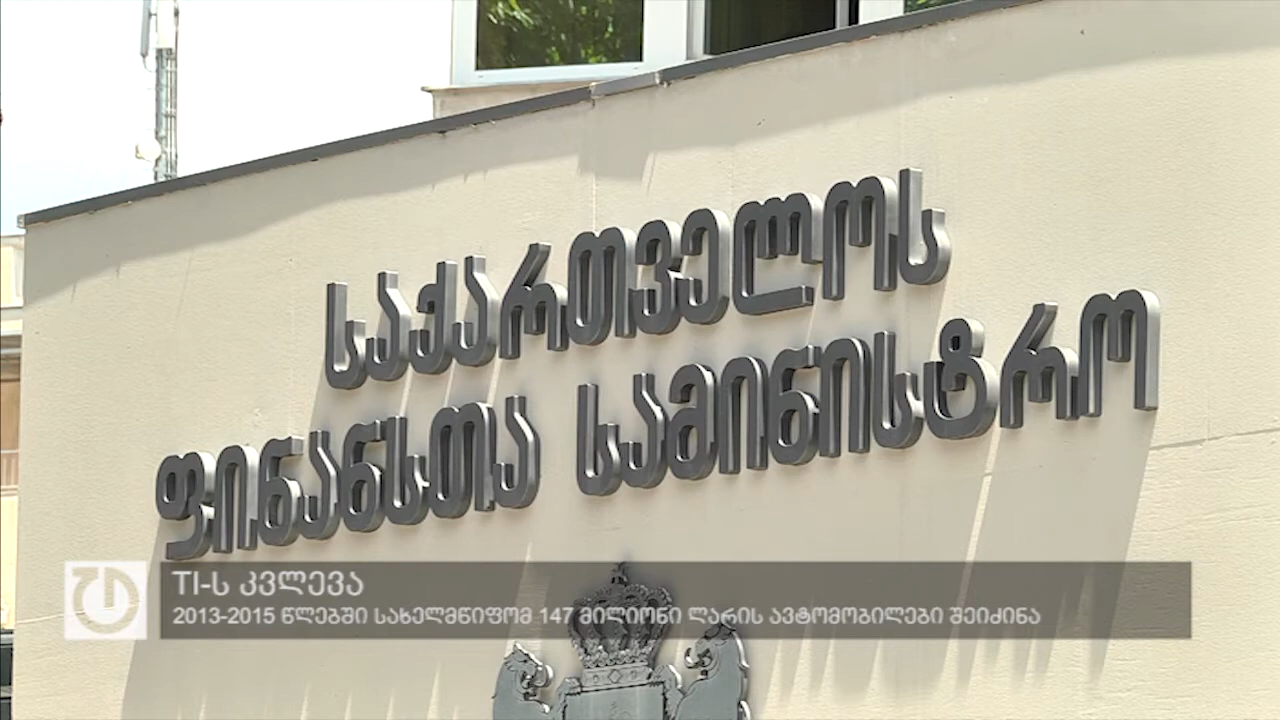 საქართველოს
ფინანსთა სამინისტრო
TI-ს კვლევა
2013-2015 წლებში სახელმწიფომ 147 მილიონი ლარის ავტომობილები შეიძინა